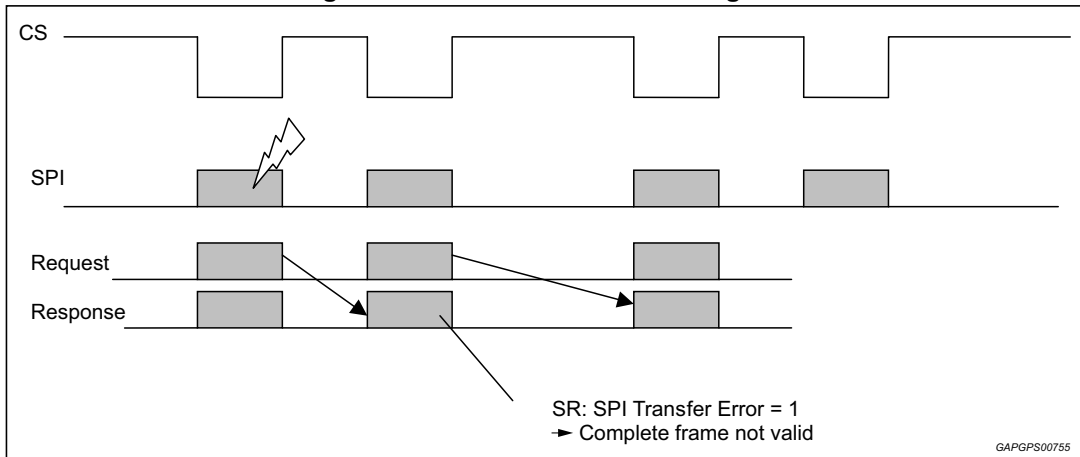 CS
SPI
Request
Response
SR: SPI Transfer Error = 1
Complete frame not valid
GAPGPS00755